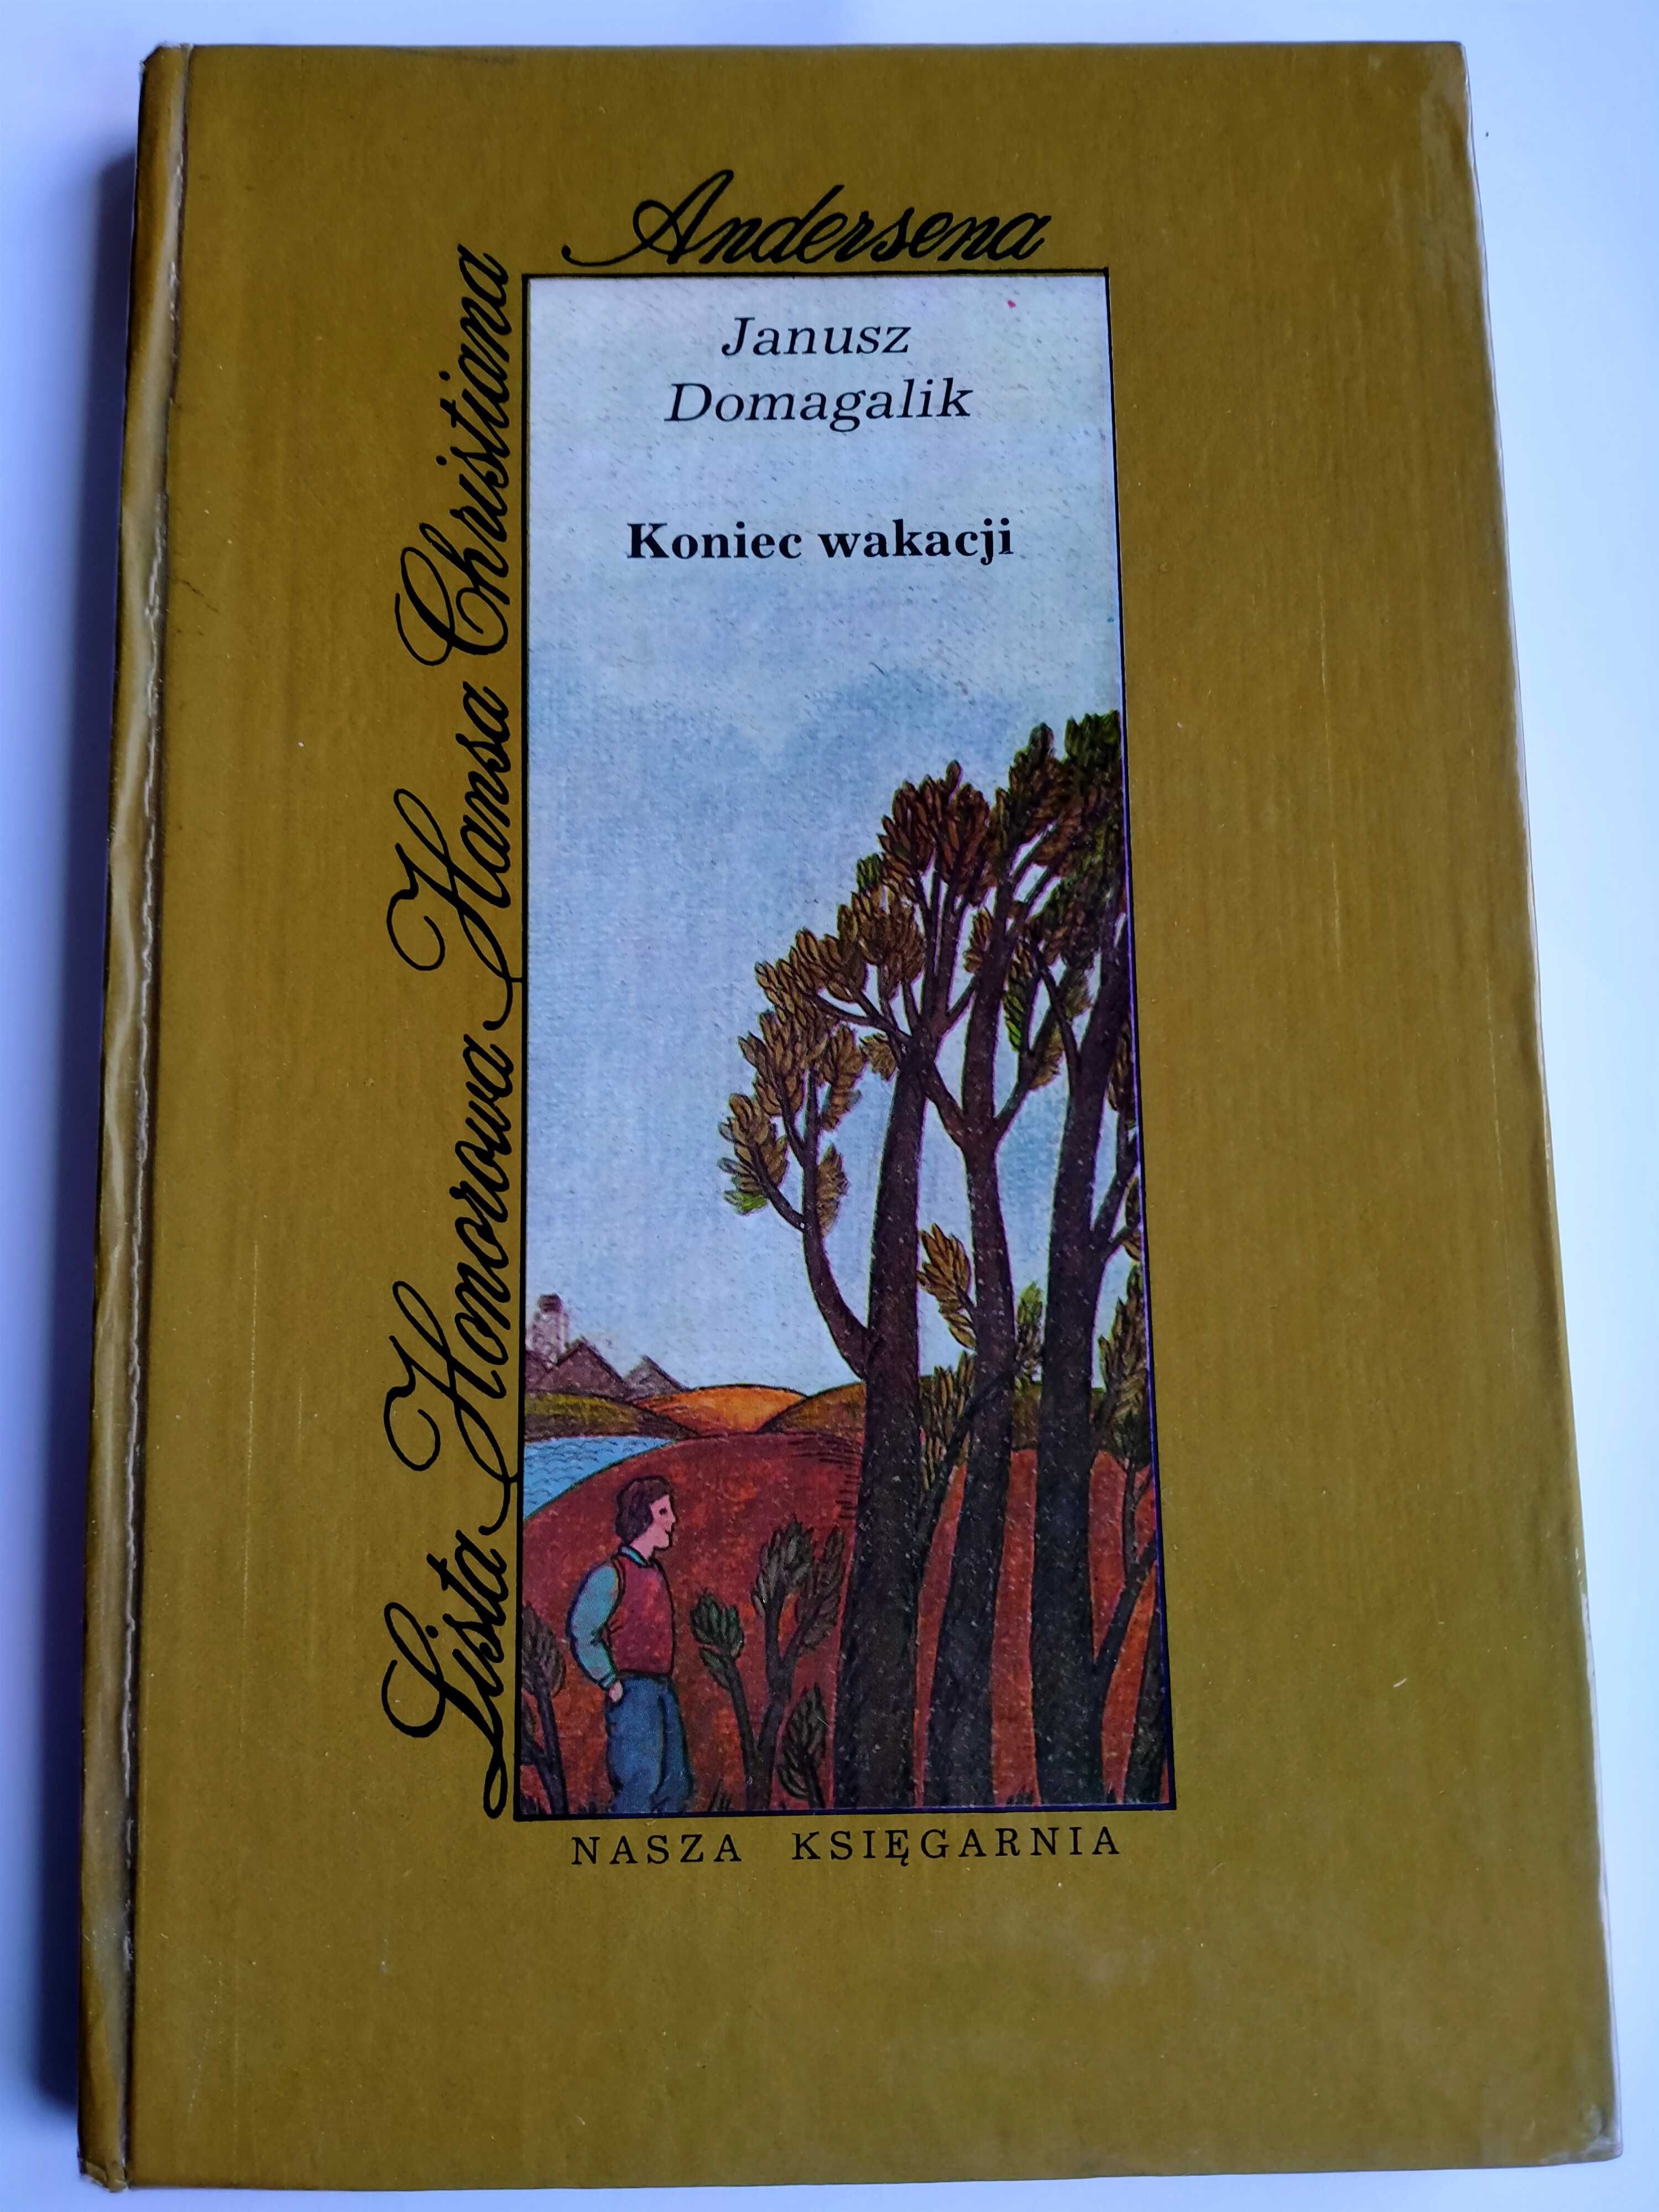 Lista Honorowa Hansa Christiana
Andersena
Janusz
Domagalik
Koniec wakacji
NASZA KSIĘGARNIA